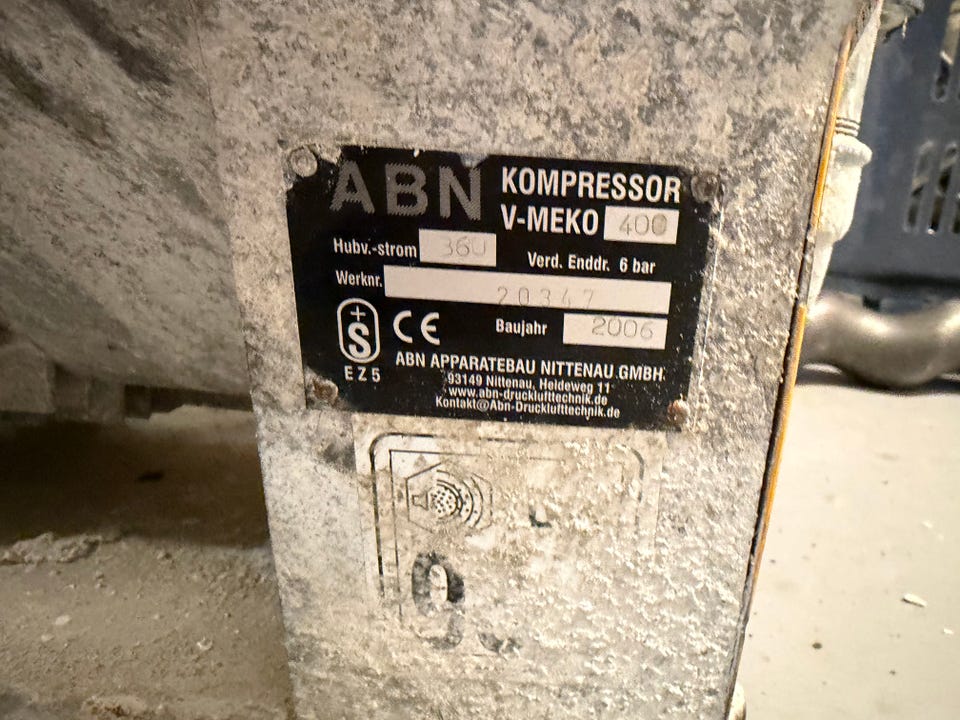 ABN KOMPRESSOR
V-MEKO 400
Hubv.-strom 360 Verd. Enddr. 6 bar
Werknr. 20347
S CE Baujahr 2006
EZ5 ABN APPARATEBAU NITTENAU GMBH
93149 Nittenau, Heideweg 11
www.abn-drucklufttechnik.de
Kontakt@Abn-Drucklufttechnik.de
L
9